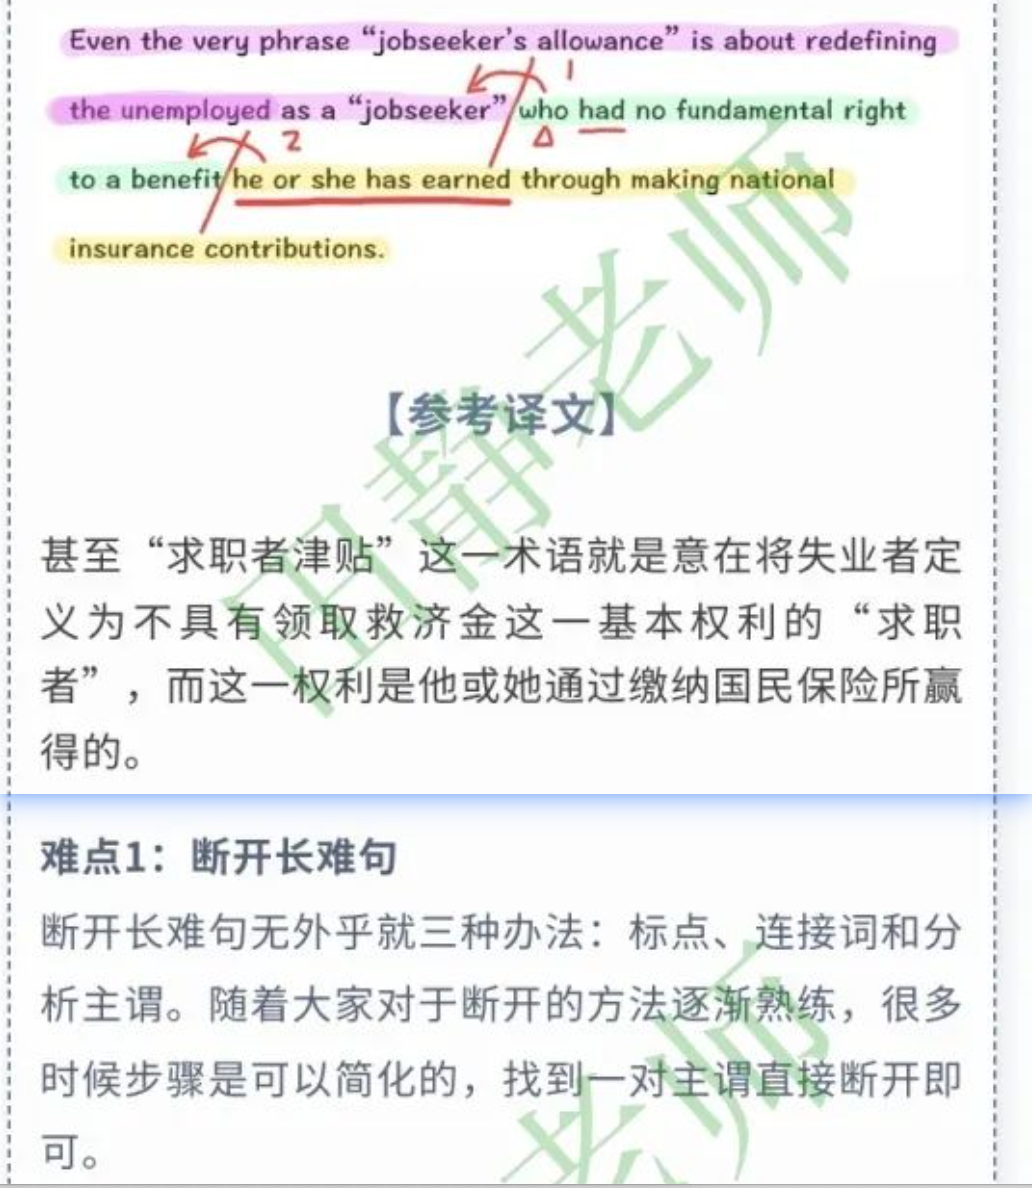 Even the very phrase “jobseeker’s allowance” is about redefining
1
the unemployed as a “jobseeker” who had no fundamental right
2
to a benefit he or she has earned through making national
insurance contributions.
【参考译文】
甚至“求职者津贴”这一术语就是意在将失业者定
义为不具有领取救济金这一基本权利的“求职
者”，而这一权利是他或她通过缴纳国民保险所赢
得的。
田静老师
难点1：断开长难句
断开长难句无外乎就三种办法：标点、连接词和分
析主谓。随着大家对于断开的方法逐渐熟练，很多
时候步骤是可以简化的，找到一对主谓直接断开即
可。
老师